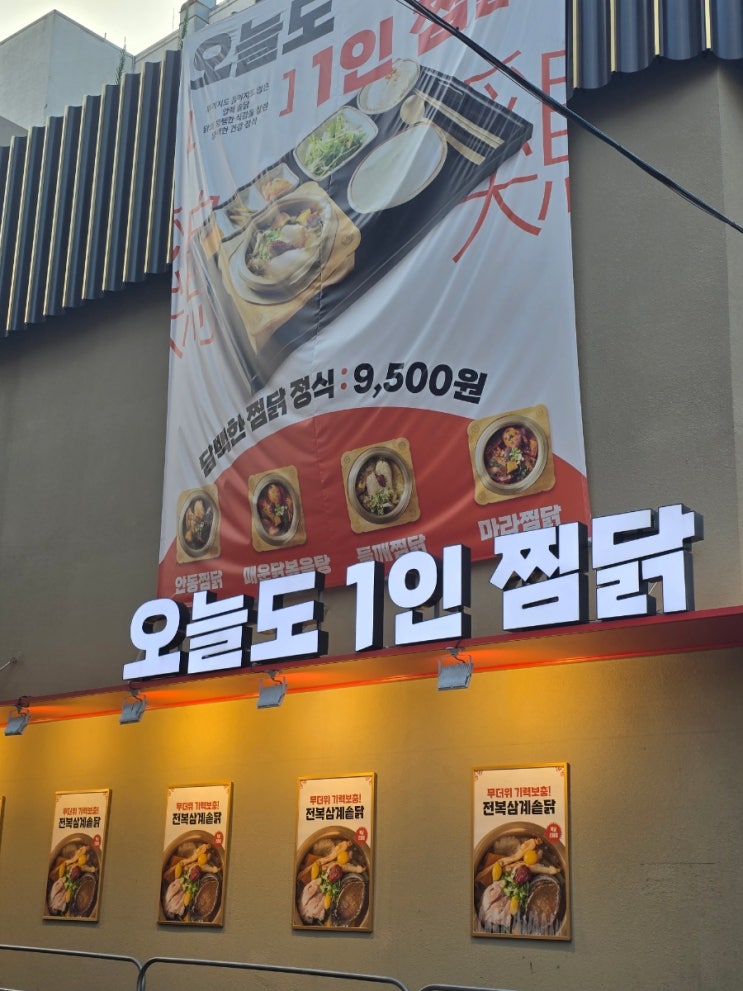 오늘도
1인 찜
담백한 찜닭 정식 : 9,500원
안동찜닭
매운닭볶음탕
들깨찜닭
마라찜닭
오늘도 1인 찜닭
무더위 기력보충!
전복삼계솥닭
무더위 기력보충!
전복삼계솥닭
무더위 기력보충!
전복삼계솥닭
무더위 기력보충!
전복삼계솥닭